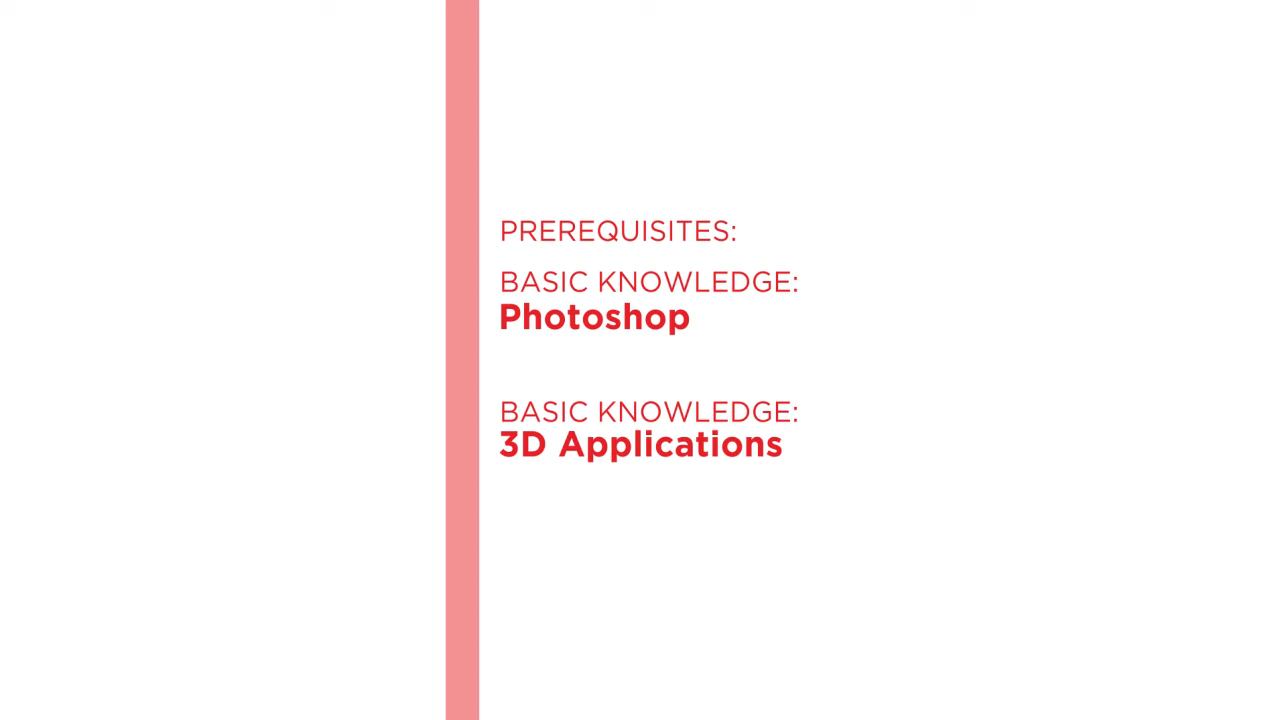 PREREQUISITES:
BASIC KNOWLEDGE:
Photoshop
BASIC KNOWLEDGE:
3D Applications